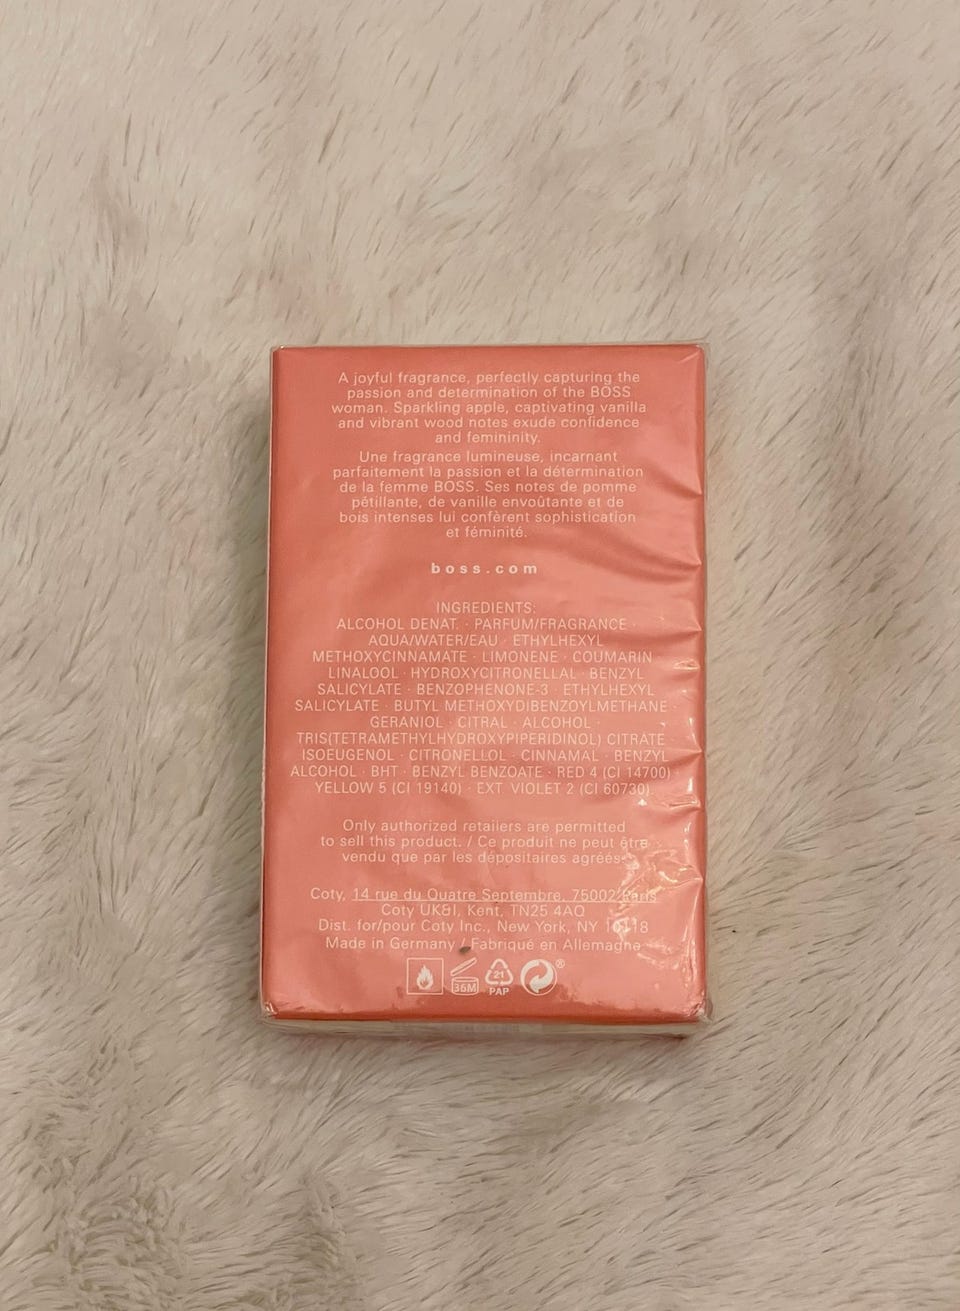 A joyful fragrance, perfectly capturing the
passion and determination of the BOSS
woman. Sparkling apple, captivating vanilla
and vibrant wood notes exude confidence
and femininity.
Une fragrance lumineuse, incarnant
parfaitement la passion et la détermination
de la femme BOSS. Ses notes de pomme
pétillante, de vanille envoûtante et de
bois intenses lui confèrent sophistication
et féminité.
boss.com
INGREDIENTS:
ALCOHOL DENAT. · PARFUM/FRAGRANCE ·
AQUA/WATER/EAU · ETHYLHEXYL
METHOXYCINNAMATE · LIMONENE · COUMARIN
LINALOOL · HYDROXYCITRONELLAL · BENZYL
SALICYLATE · BENZOPHENONE-3 · ETHYLHEXYL
SALICYLATE · BUTYL METHOXYDIBENZOYLMETHANE ·
GERANIOL · CITRAL · ALCOHOL ·
TRIS(TETRAMETHYLHYDROXYPIPERIDINOL) CITRATE
ISOEUGENOL · CITRONELLOL · CINNAMAL · BENZYL
ALCOHOL · BHT · BENZYL BENZOATE · RED 4 (CI 14700)
YELLOW 5 (CI 19140) · EXT. VIOLET 2 (CI 60730)
Only authorized retailers are permitted
to sell this product. / Ce produit ne peut être
vendu que par les dépositaires agréés.
Coty, 14 rue du Quatre Septembre, 75002 Paris
Coty UK&I, Kent, TN25 4AQ
Dist. for/pour Coty Inc., New York, NY 10118
Made in Germany / Fabriqué en Allemagne
36M 21 ®
PAP